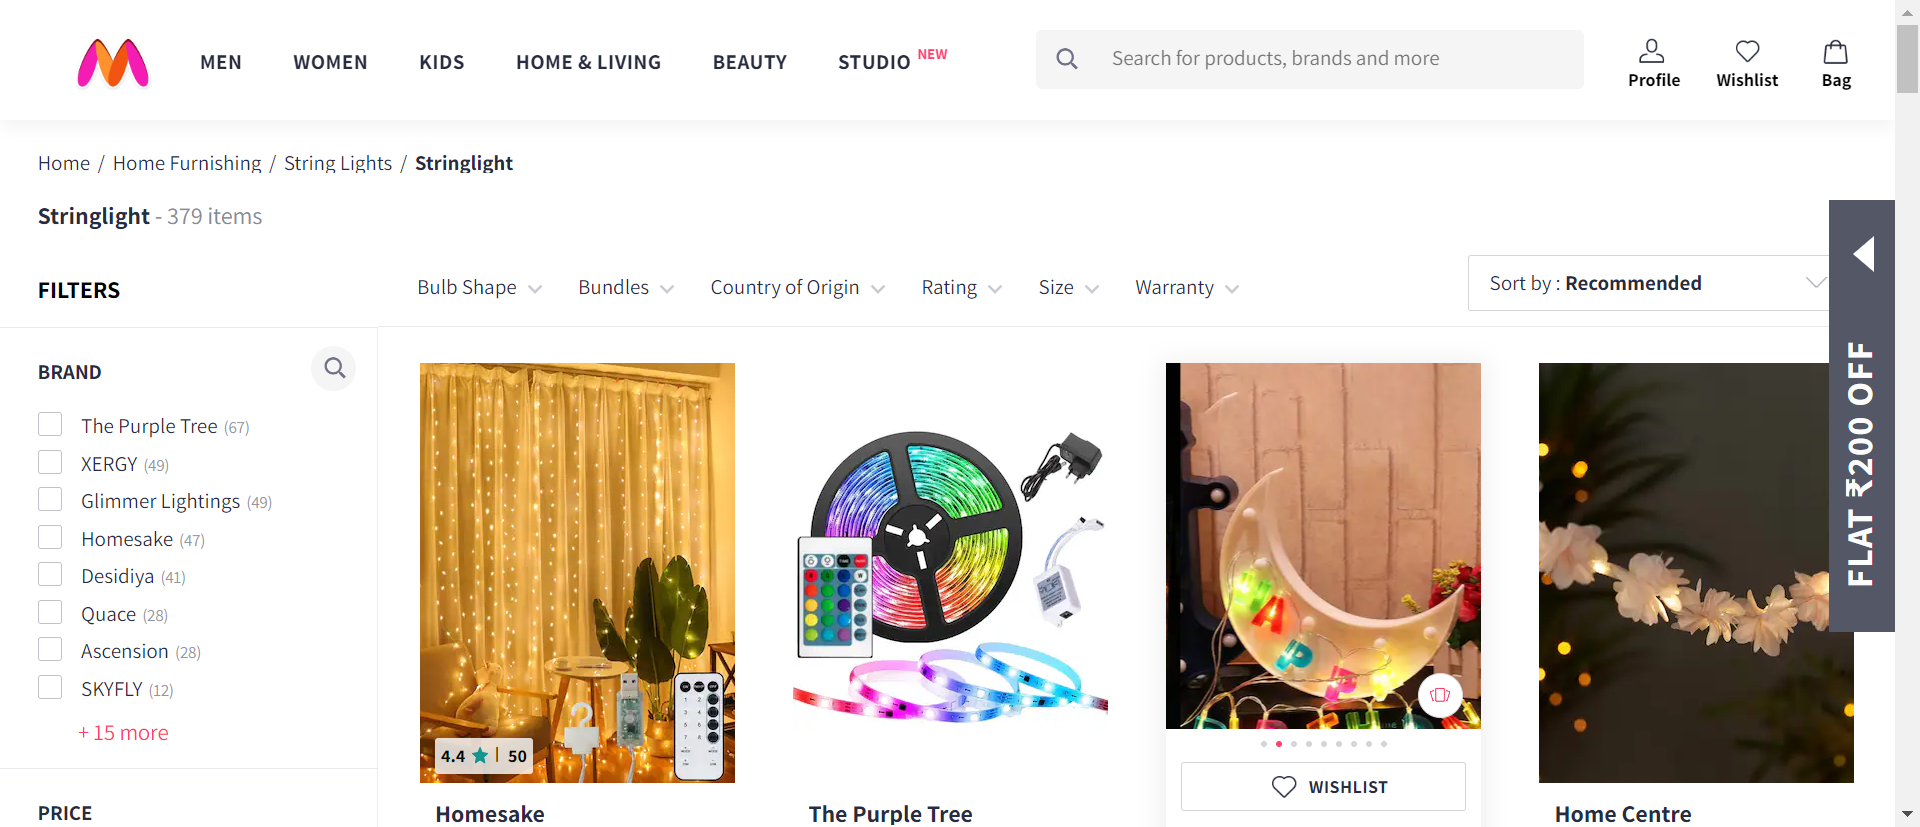 MEN WOMEN KIDS HOME & LIVING BEAUTY STUDIO NEW
Search for products, brands and more
Profile Wishlist Bag
Home / Home Furnishing / String Lights / Stringlight
Stringlight - 379 items
FILTERS
Bulb Shape Bundles Country of Origin Rating Size Warranty
Sort by : Recommended
FLAT ₹200 OFF
BRAND
The Purple Tree (67)
XERGY (49)
Glimmer Lightings (49)
Homesake (47)
Desidiya (41)
Quace (28)
Ascension (28)
SKYFLY (12)
+ 15 more
PRICE
4.4 | 50
WISHLIST
Homesake
The Purple Tree
Home Centre